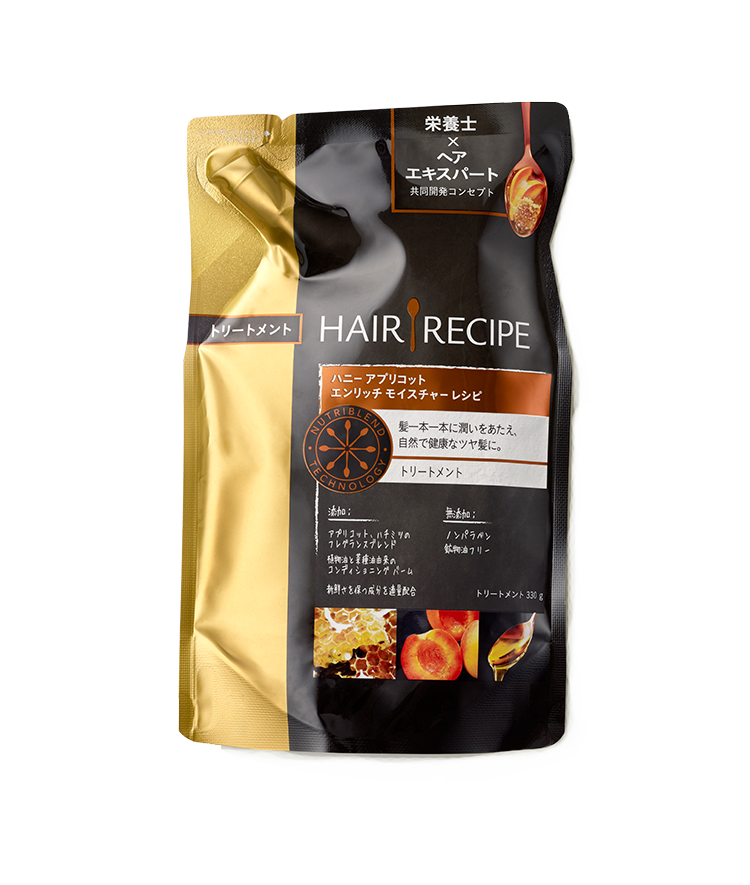 栄養士
×
ヘア
エキスパート
共同開発コンセプト
トリートメント
HAIR RECIPE
ハニー アプリコット
エンリッチ モイスチャー レシピ
NUTRIBLEND
TECHNOLOGY
髪一本一本に潤いをあたえ、
自然で健康なツヤ髪に。
トリートメント
添加：
アプリコット、ハチミツの
フレグランスブレンド
植物油と菜種油由来の
コンディショニング バーム
新鮮さを保つ成分を適量配合
無添加：
ノンパラベン
鉱物油フリー
トリートメント 330 g